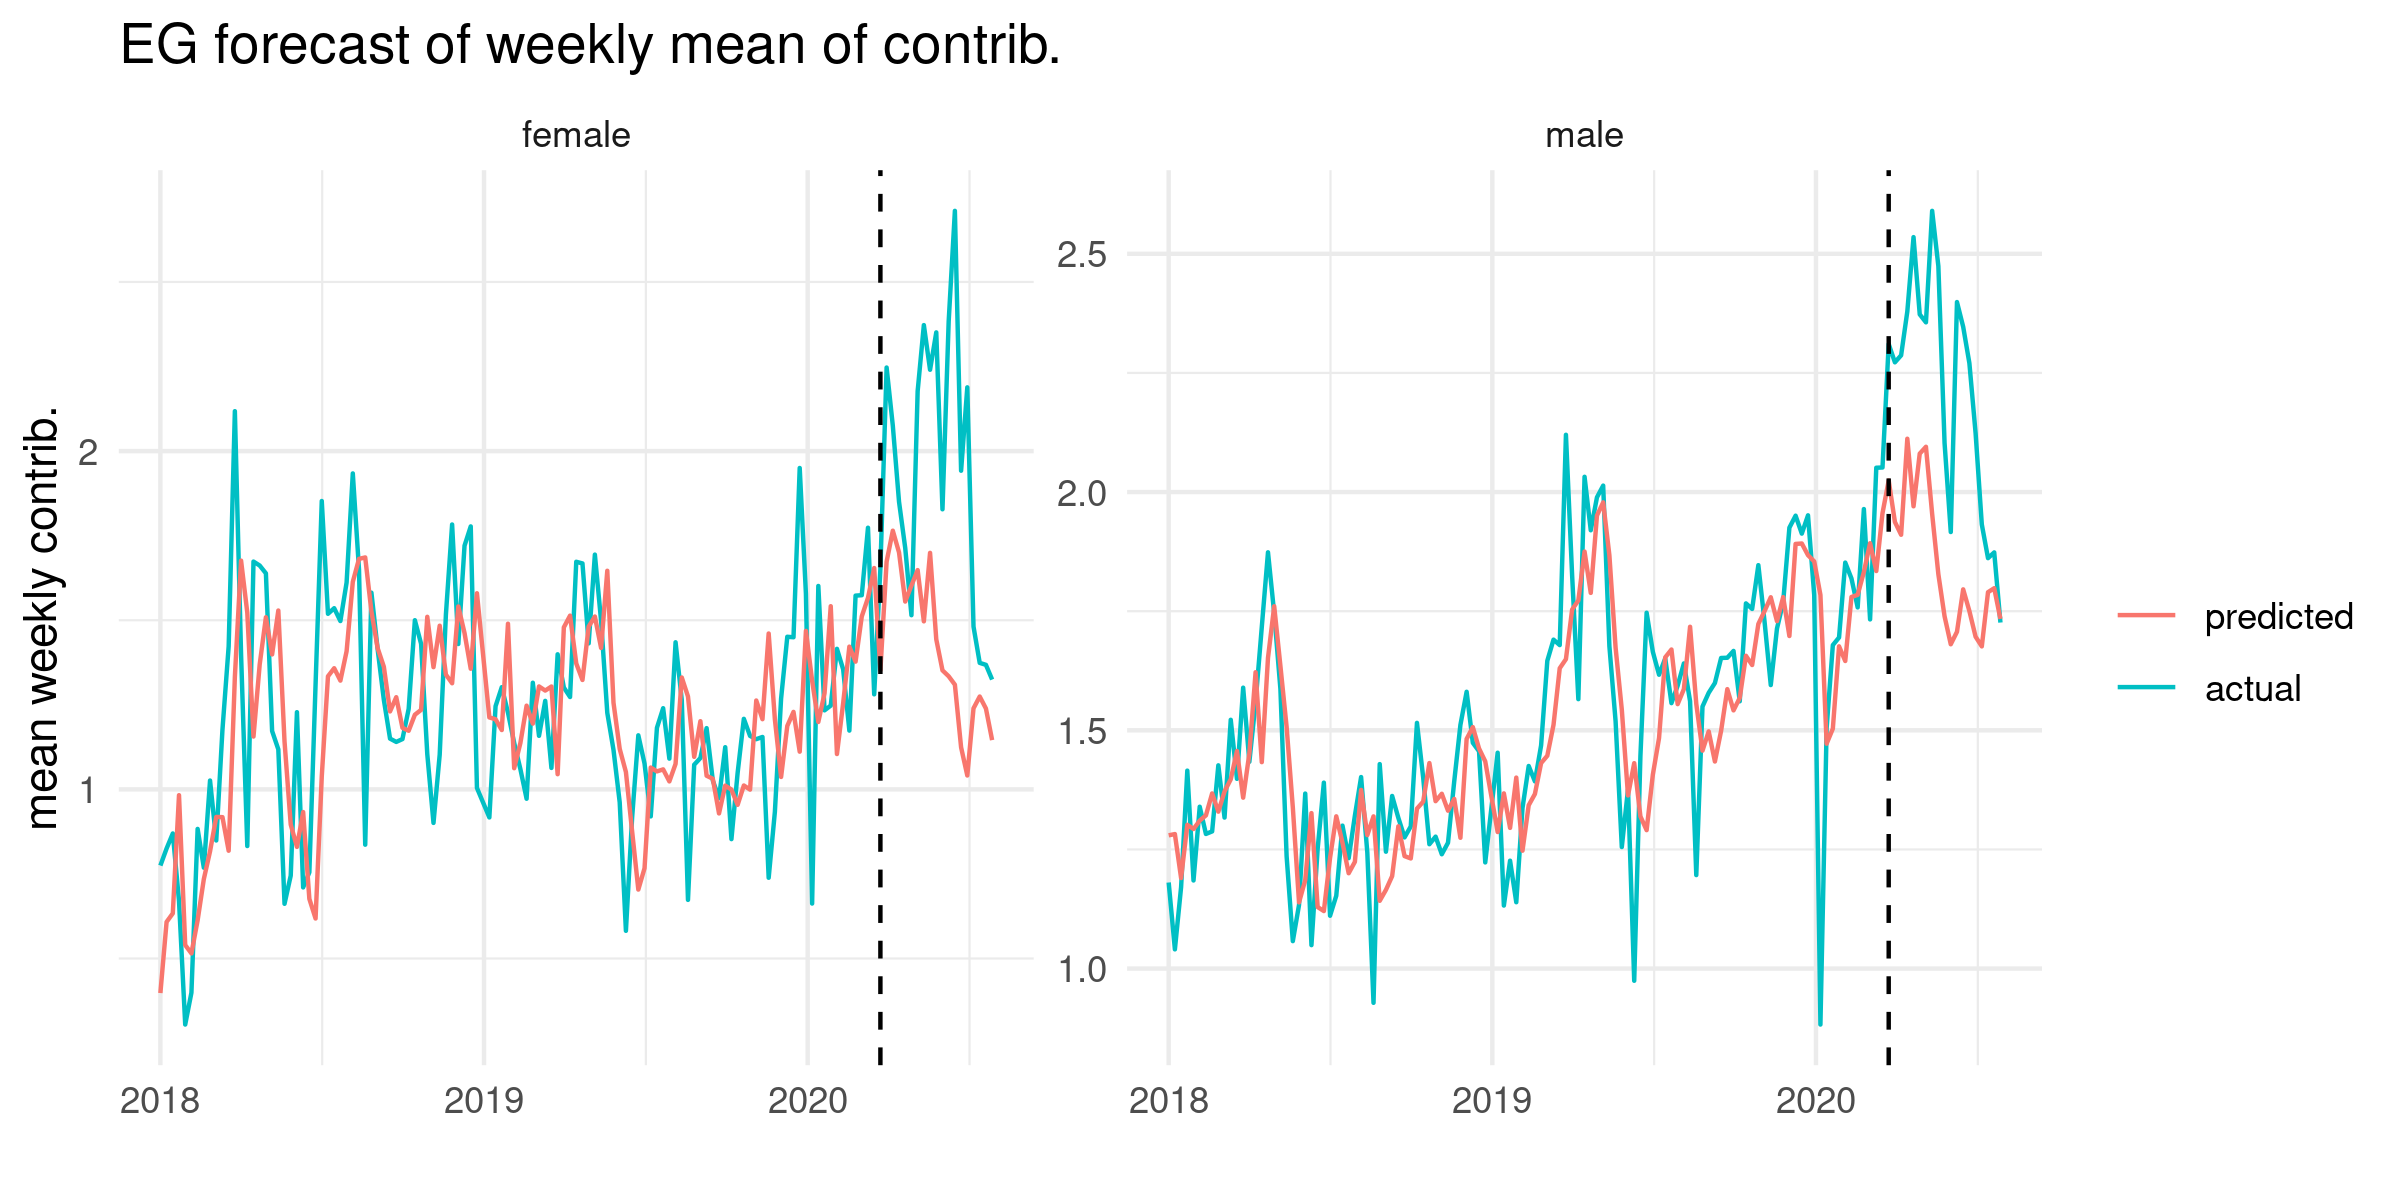 EG forecast of weekly mean of contrib.
female
male
mean weekly contrib.
2
1
2018
2019
2020
2.5
2.0
1.5
1.0
2018
2019
2020
predicted
actual